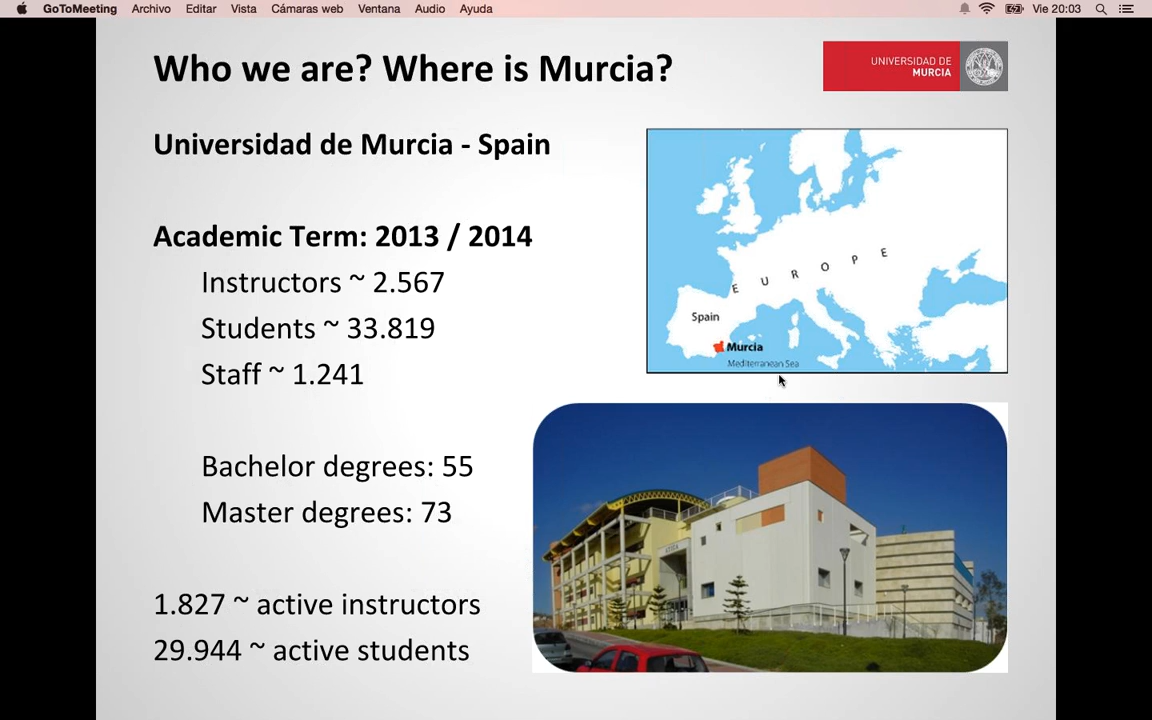 GoToMeeting Archivo Editar Vista Cámaras web Ventana Audio Ayuda
Vie 20:03
Who we are? Where is Murcia?
UNIVERSIDAD DE
MURCIA
Universidad de Murcia - Spain
Academic Term: 2013 / 2014
Instructors ~ 2.567
Students ~ 33.819
Staff ~ 1.241
Bachelor degrees: 55
Master degrees: 73
1.827 ~ active instructors
29.944 ~ active students
EUROPE
Spain
Murcia
Mediterranean Sea